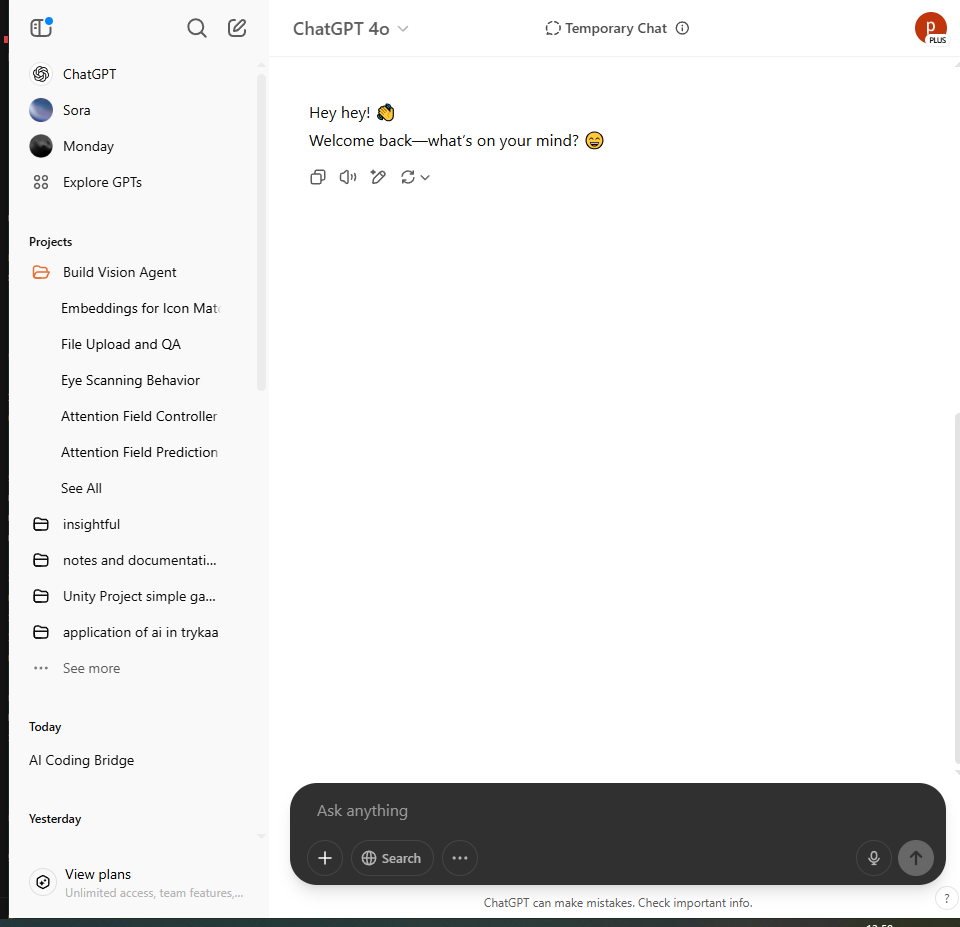 ChatGPT
Sora
Monday
Explore GPTs
Projects
Build Vision Agent
Embeddings for Icon Mat
File Upload and QA
Eye Scanning Behavior
Attention Field Controller
Attention Field Prediction
See All
insightful
notes and documentati...
Unity Project simple ga...
application of ai in trykaa
See more
Today
AI Coding Bridge
Yesterday
View plans
Unlimited access, team features,...
ChatGPT 4o
Temporary Chat
p
PLUS
Hey hey! 👋
Welcome back—what's on your mind? 😄
Ask anything
Search
ChatGPT can make mistakes. Check important info.
?